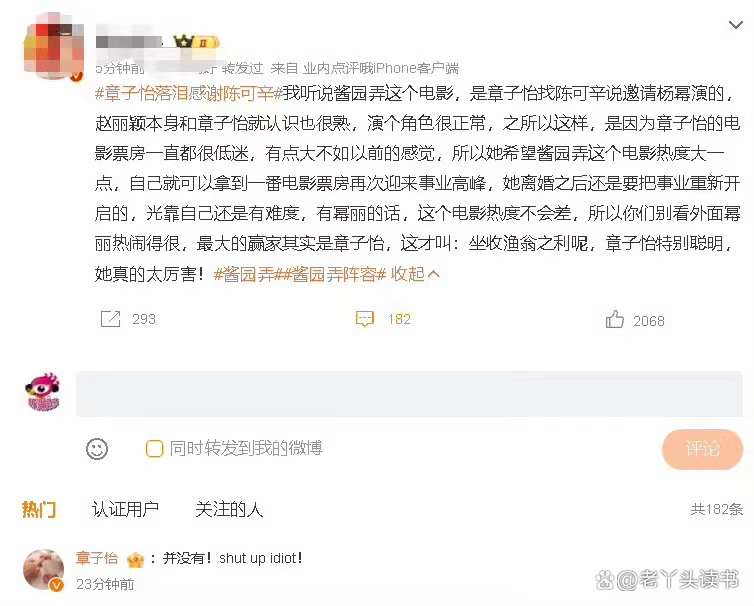 5分钟前 转发过 来自 业内点评哦iPhone客户端
#章子怡落泪感谢陈可辛#我听说酱园弄这个电影，是章子怡找陈可辛说邀请杨幂演的，
赵丽颖本身和章子怡就认识也很熟，演个角色很正常，之所以这样，是因为章子怡的电
影票房一直都很低迷，有点大不如以前的感觉，所以她希望酱园弄这个电影热度大一
点，自己就可以拿到一番电影票房再次迎来事业高峰，她离婚之后还是要把事业重新开
启的，光靠自己还是有难度，有幂丽的话，这个电影热度不会差，所以你们别看外面幂
丽热闹得很，最大的赢家其实是章子怡，这才叫：坐收渔翁之利呢，章子怡特别聪明，
她真的太厉害！#酱园弄##酱园弄阵容# 收起
293 182 2068
同时转发到我的微博 评论
热门 认证用户 关注的人 共182条
章子怡：并没有！shut up idiot！
23分钟前
@老丫头读书